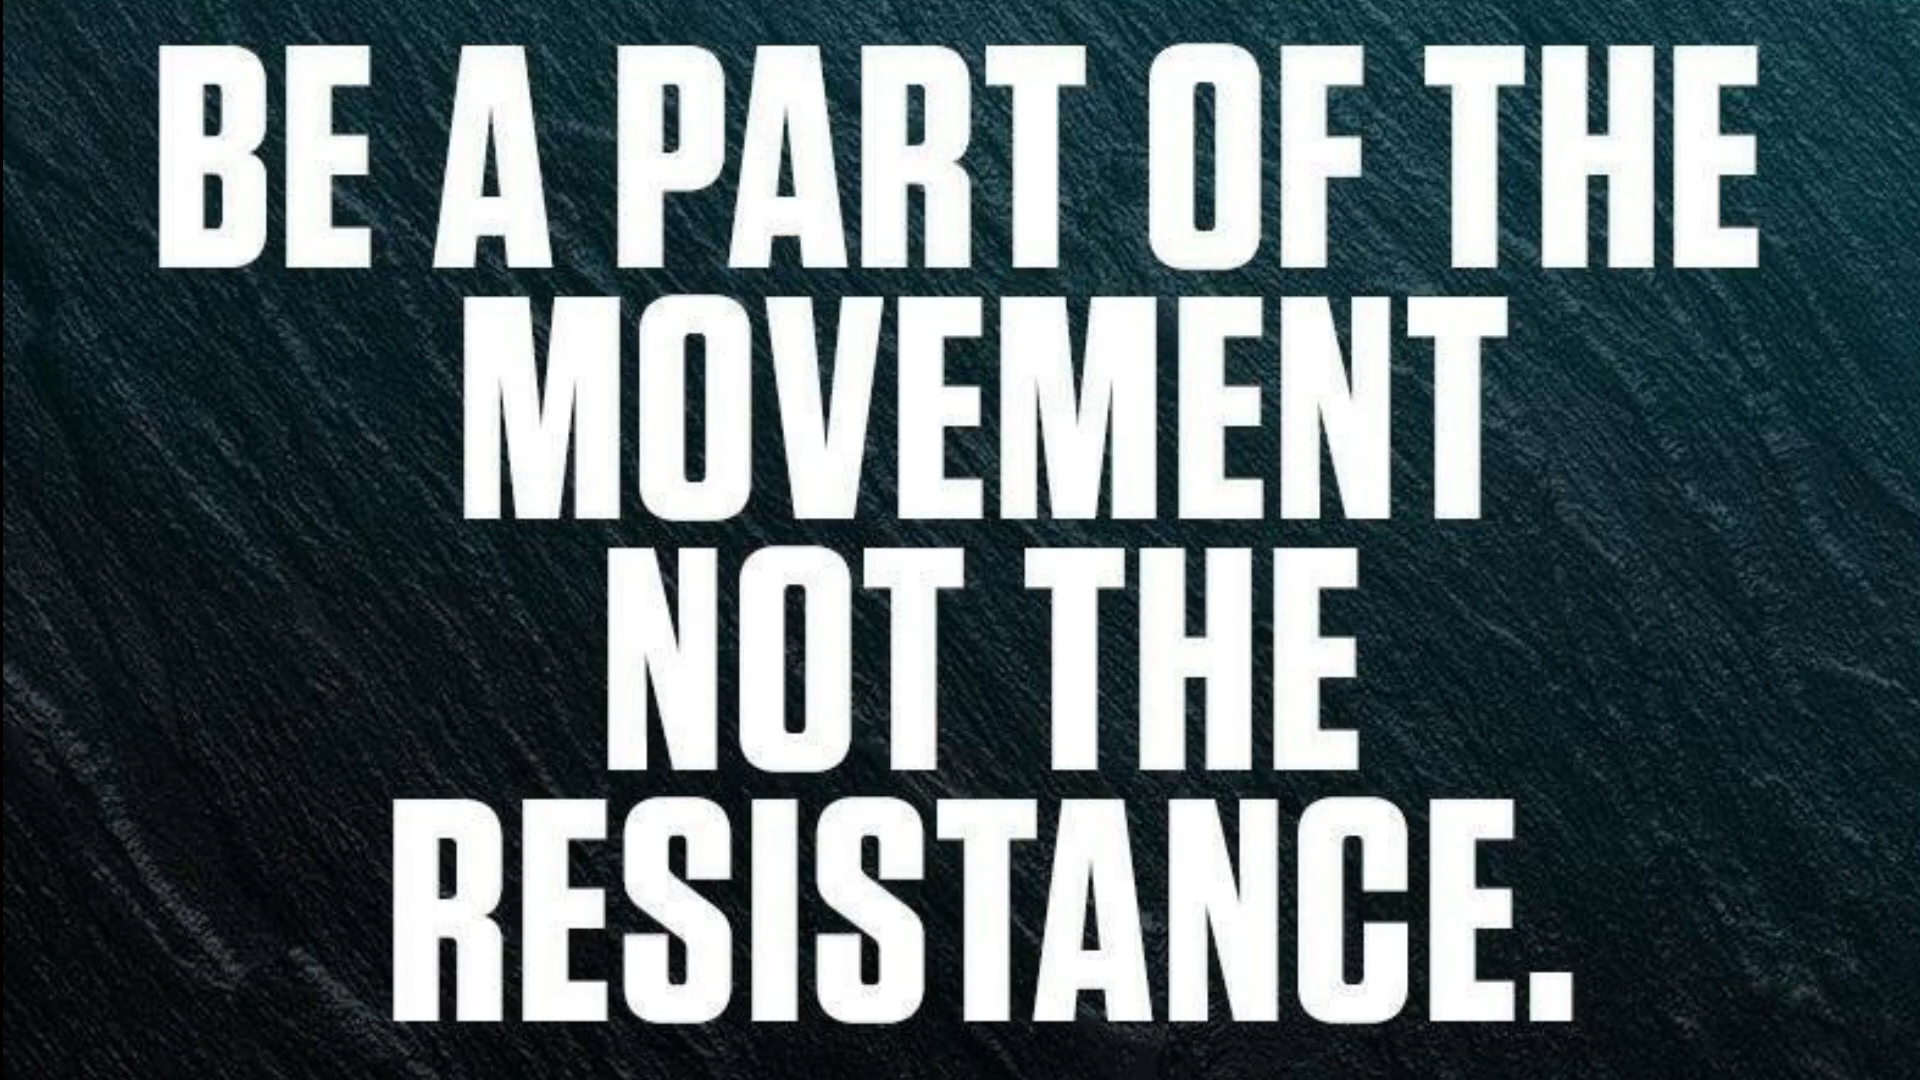 BE A PART OF THE
MOVEMENT
NOT THE
RESISTANCE.